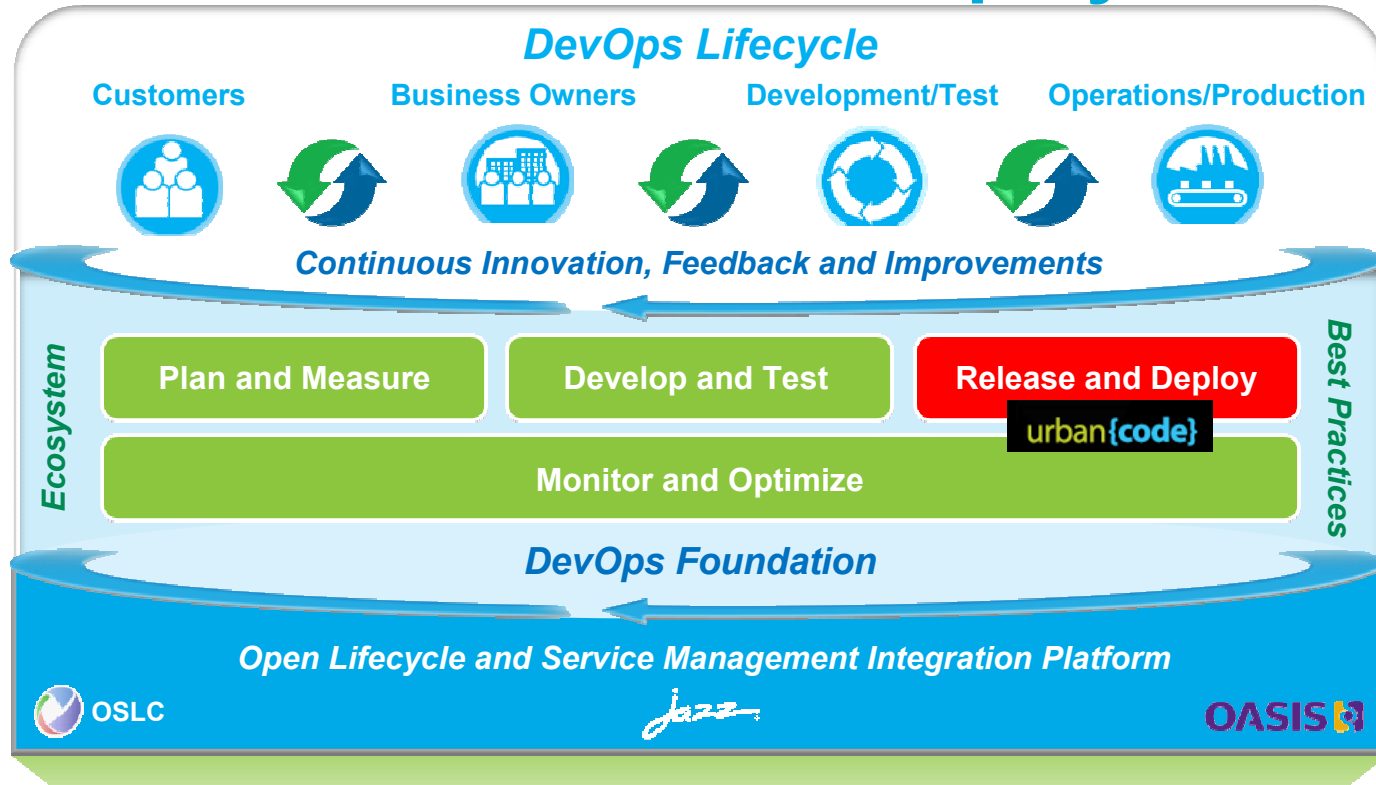 DevOps Lifecycle
Customers
Business Owners
Development/Test
Operations/Production
Continuous Innovation, Feedback and Improvements
Ecosystem
Plan and Measure
Develop and Test
Release and Deploy
urban{code}
Best Practices
Monitor and Optimize
DevOps Foundation
Open Lifecycle and Service Management Integration Platform
OSLC
jazz
OASIS